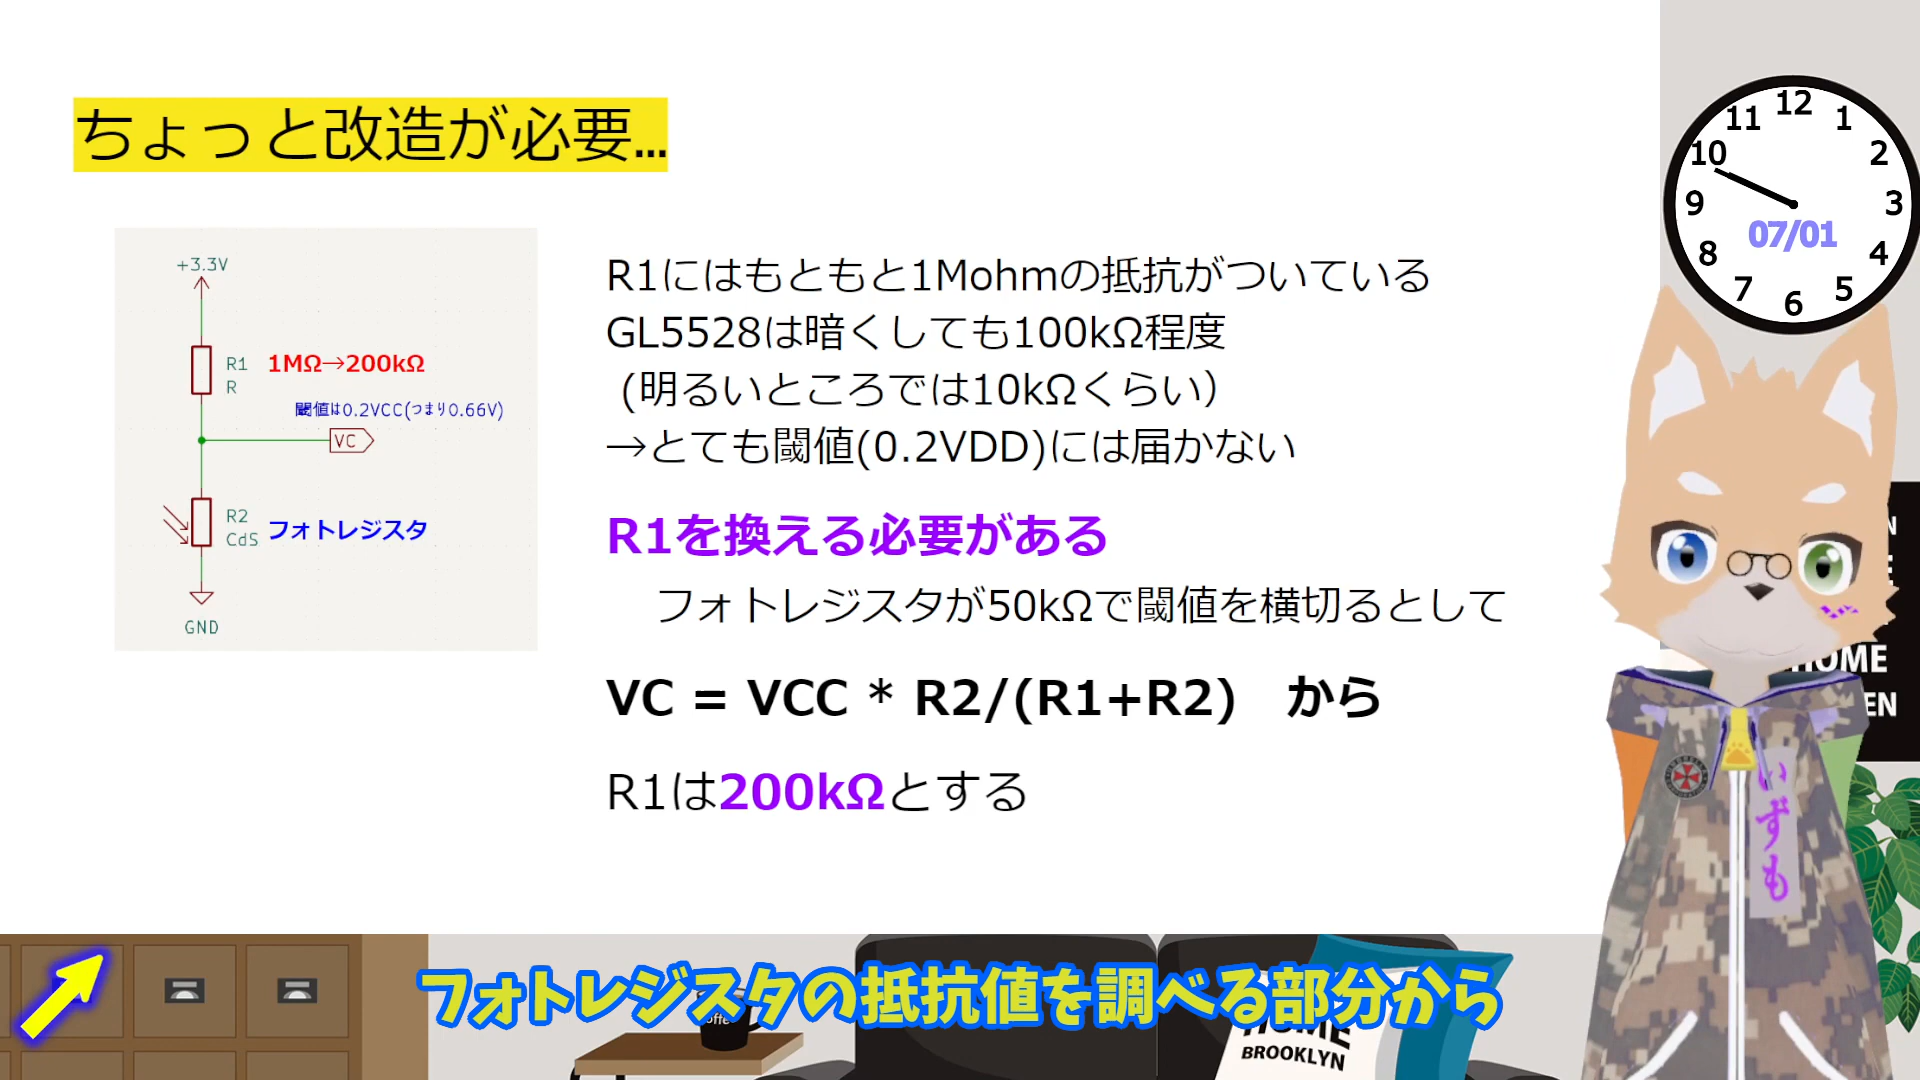 ちょっと改造が必要...
+3.3V
R1
R
1MΩ→200kΩ
閾値は0.2VCC(つまり0.66V)
VC
R2
CdS
フォトレジスタ
GND
R1にはもともと1Mohmの抵抗がついている
GL5528は暗くしても100kΩ程度
(明るいところでは10kΩくらい）
→とても閾値(0.2VDD)には届かない
R1を換える必要がある
フォトレジスタが50kΩで閾値を横切るとして
VC = VCC * R2/(R1+R2)　から
R1は200kΩとする
12
1
2
3
4
5
6
7
8
9
10
11
07/01
HOME
EN
いずも
フォトレジスタの抵抗値を調べる部分から
HOME
BROOKLYN